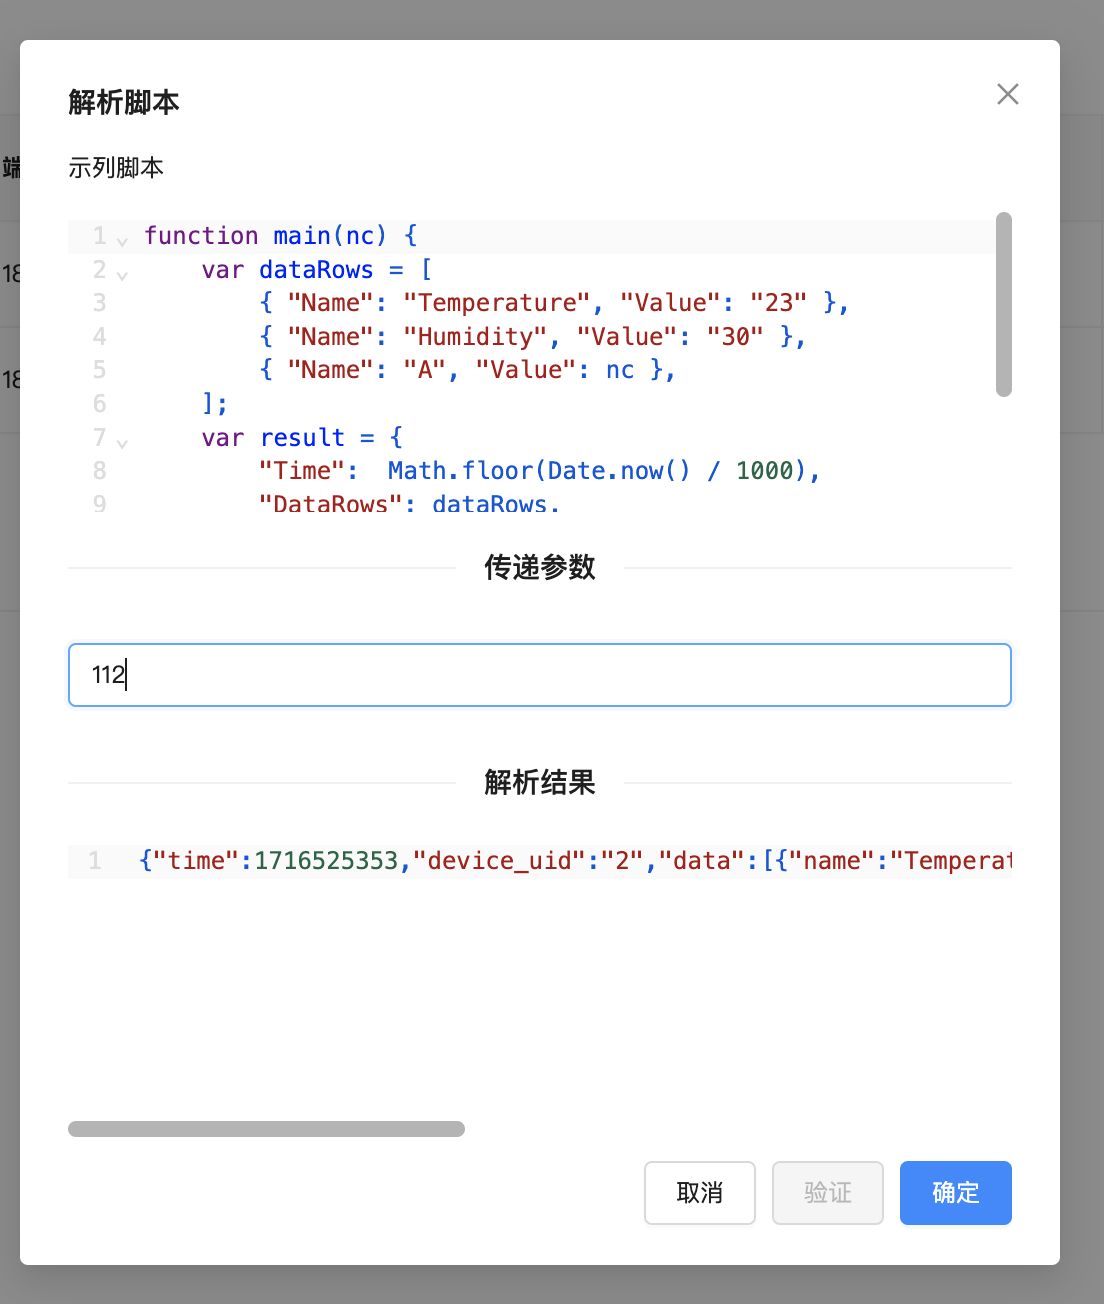 解析脚本
示列脚本
端
18
18
1 function main(nc) {
2 var dataRows = [
3 { "Name": "Temperature", "Value": "23" },
4 { "Name": "Humidity", "Value": "30" },
5 { "Name": "A", "Value": nc },
6 ];
7 var result = {
8 "Time":  Math.floor(Date.now() / 1000),
9 "DataRows": dataRows,
传递参数
112
解析结果
1 {"time":1716525353,"device_uid":"2","data":[{"name":"Temperat
取消
验证
确定